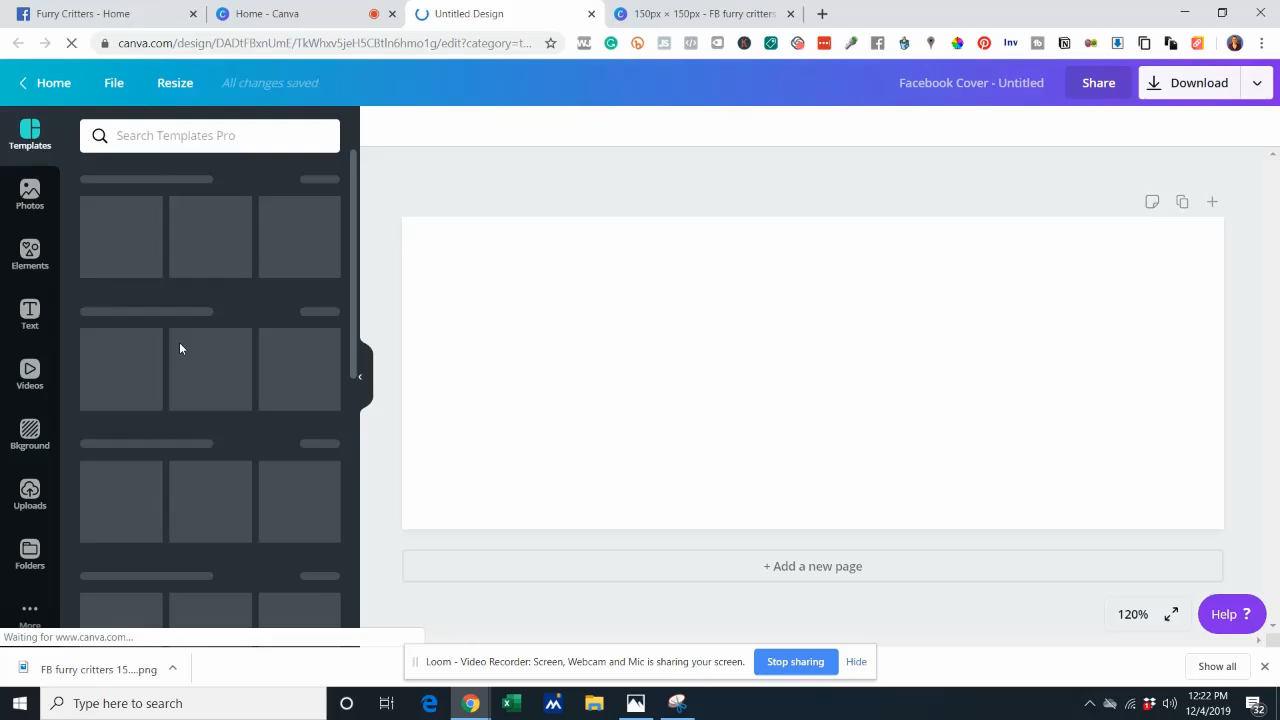 Furry Critters - Home
Home - Canva
Untitled Design
150px × 150px - FB furry critters
canva.com/design/DADtFBxnUmE/TkWhxv5jeH5CBtln6hmo1g/edit?category=t...
Home
File
Resize
All changes saved
Facebook Cover - Untitled
Share
Download
Templates
Search Templates Pro
Photos
Elements
Text
Videos
Bkground
Uploads
Folders
More
+ Add a new page
120%
Help ?
Waiting for www.canva.com...
FB furry critters 15....png
Loom - Video Recorder: Screen, Webcam and Mic is sharing your screen.
Stop sharing
Hide
Show all
Type here to search
12:22 PM
12/4/2019
32